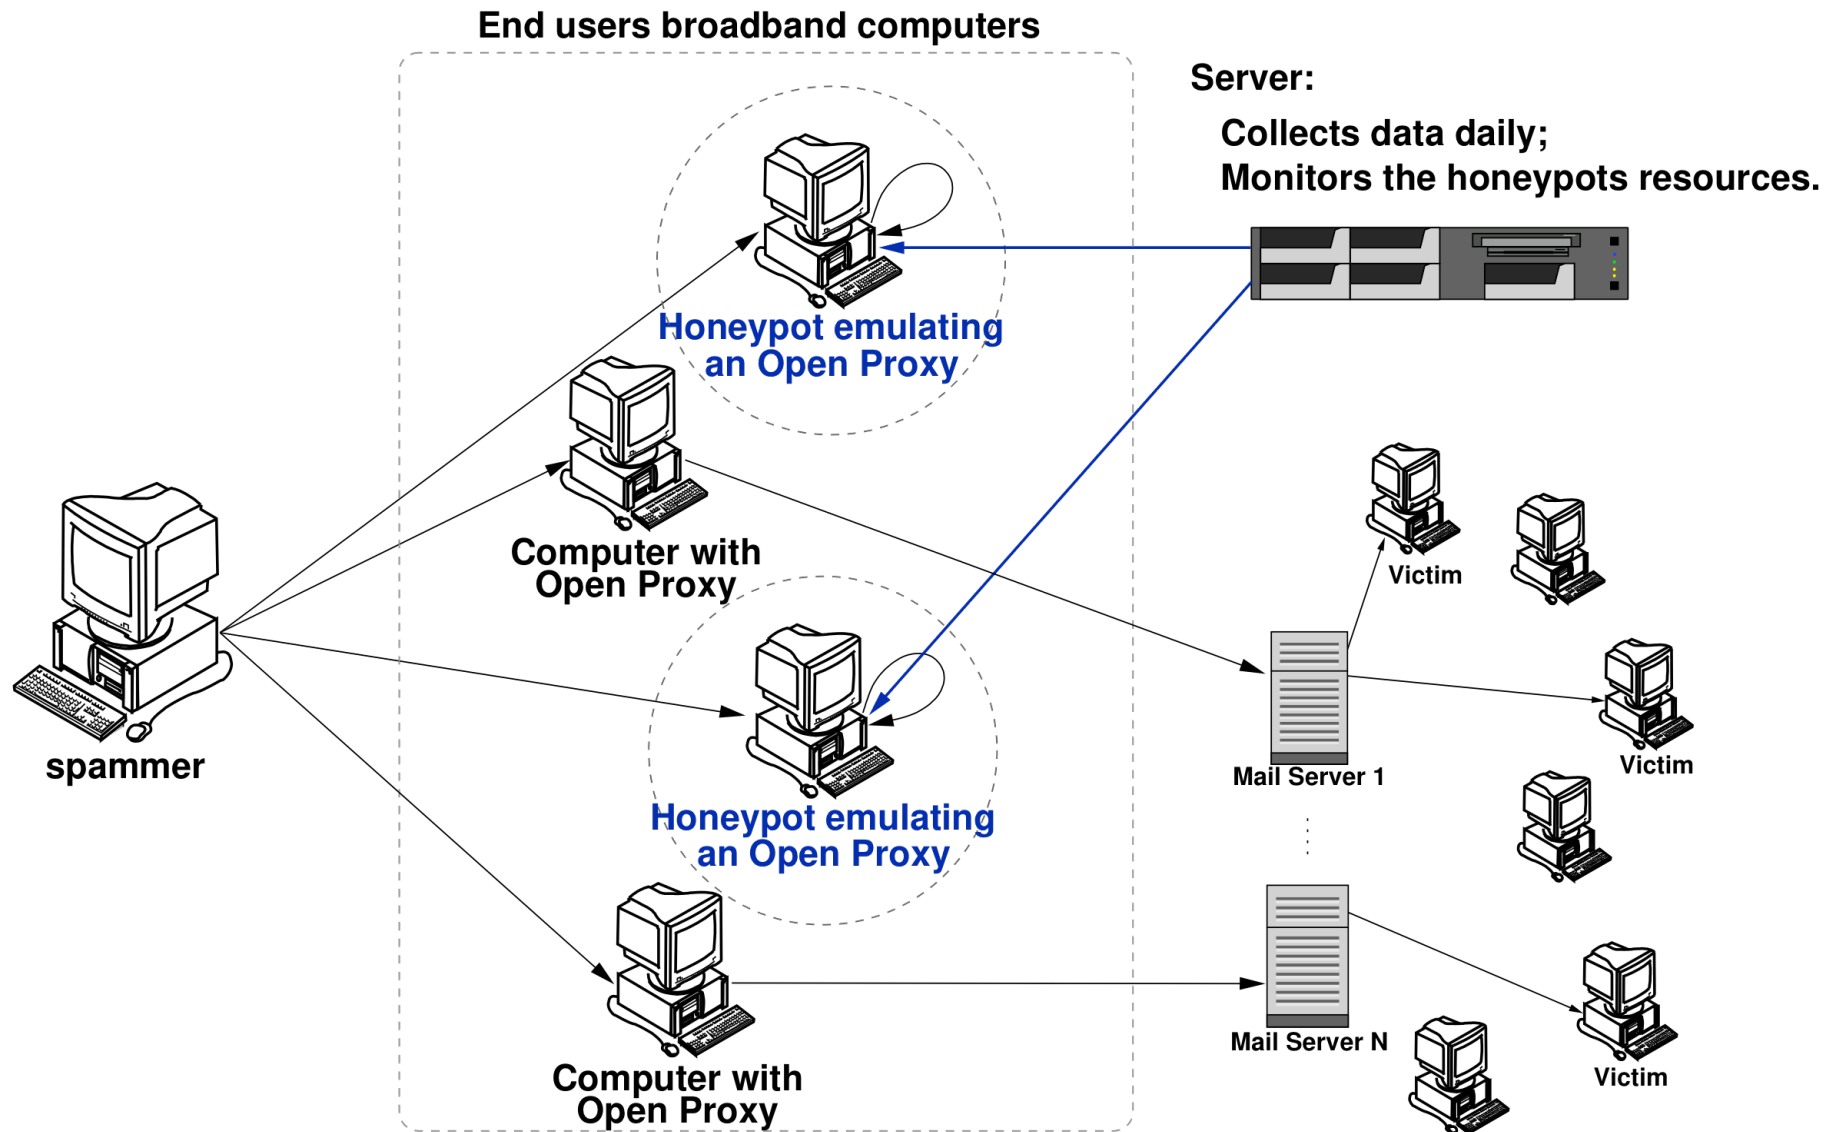 End users broadband computers
Server:
Collects data daily;
Monitors the honeypots resources.
Honeypot emulating
an Open Proxy
Computer with
Open Proxy
Victim
spammer
Victim
Mail Server 1
Honeypot emulating
an Open Proxy
Mail Server N
Victim
Computer with
Open Proxy